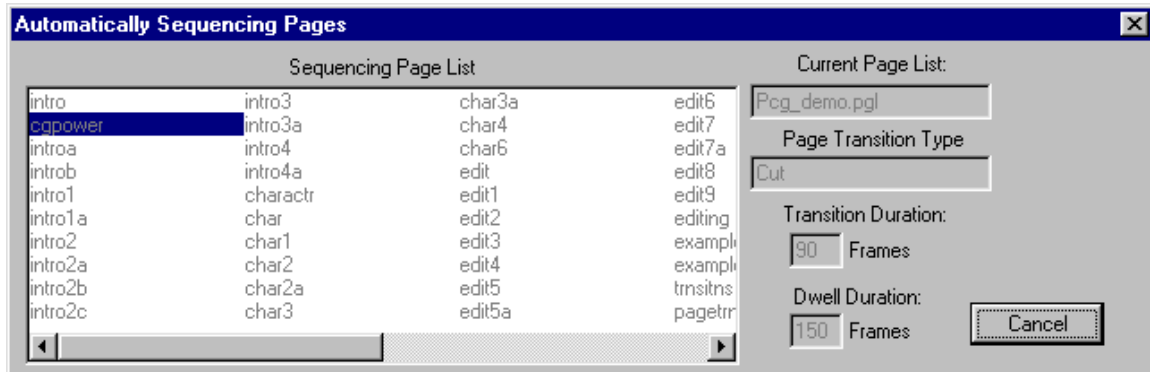 Automatically Sequencing Pages
Sequencing Page List
intro intro3 char3a edit6
cgpower intro3a char4 edit7
introa intro4 char6 edit7a
introb intro4a edit edit8
intro1 charactr edit1 edit9
intro1a char edit2 editing
intro2 char1 edit3 example
intro2a char2 edit4 example
intro2b char2a edit5 trnsitns
intro2c char3 edit5a pagetrr
Current Page List:
Pcg_demo.pgl
Page Transition Type
Cut
Transition Duration:
90 Frames
Dwell Duration:
150 Frames
Cancel